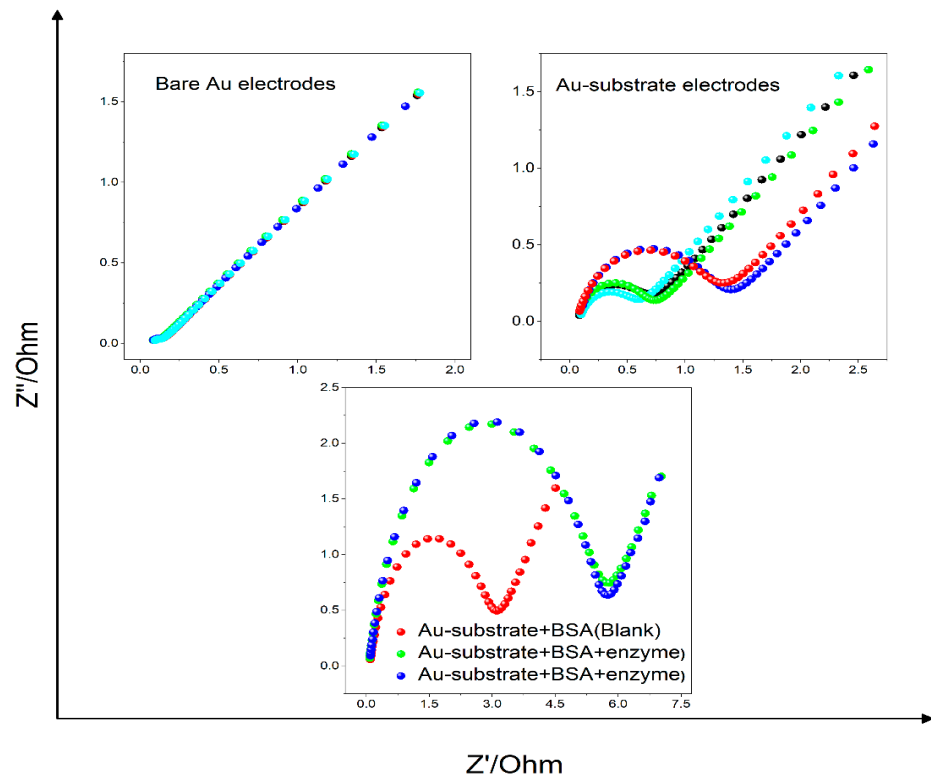 Z''/Ohm
Bare Au electrodes
1.5
1.0
0.5
0.0
0.0 0.5 1.0 1.5 2.0
Au-substrate electrodes
1.5
1.0
0.5
0.0
0.0 0.5 1.0 1.5 2.0 2.5
2.5
2.0
1.5
1.0
0.5
0.0
Au-substrate+BSA(Blank)
Au-substrate+BSA+enzyme)
Au-substrate+BSA+enzyme)
0.0 1.5 3.0 4.5 6.0 7.5
Z'/Ohm